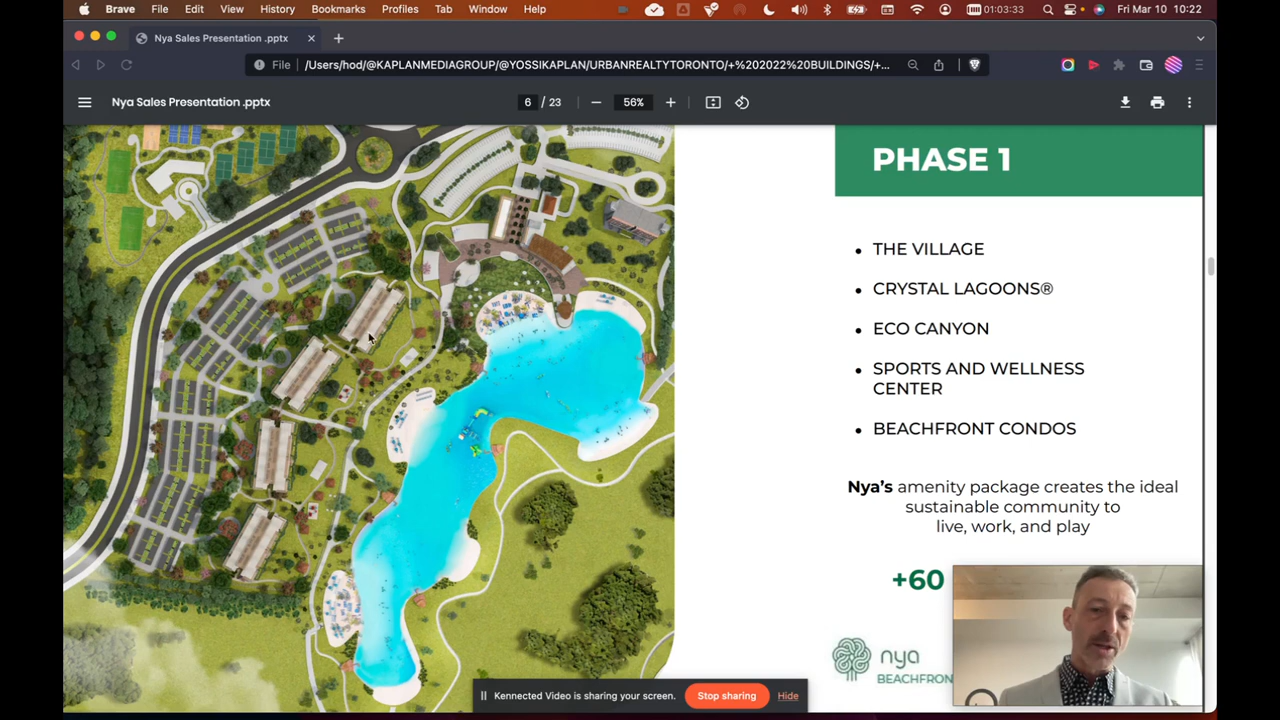 Brave File Edit View History Bookmarks Profiles Tab Window Help 01:03:33 Fri Mar 10 10:22
Nya Sales Presentation .pptx
File /Users/hod/@KAPLANMEDIAGROUP/@YOSSIKAPLAN/URBANREALTYTORONTO/+%202022%20BUILDINGS/+...
Nya Sales Presentation .pptx 6 / 23 56%
PHASE 1
• THE VILLAGE
• CRYSTAL LAGOONS®
• ECO CANYON
• SPORTS AND WELLNESS
CENTER
• BEACHFRONT CONDOS
Nya's amenity package creates the ideal
sustainable community to
live, work, and play
+60
nya
BEACHFRON
Kennected Video is sharing your screen. Stop sharing Hide